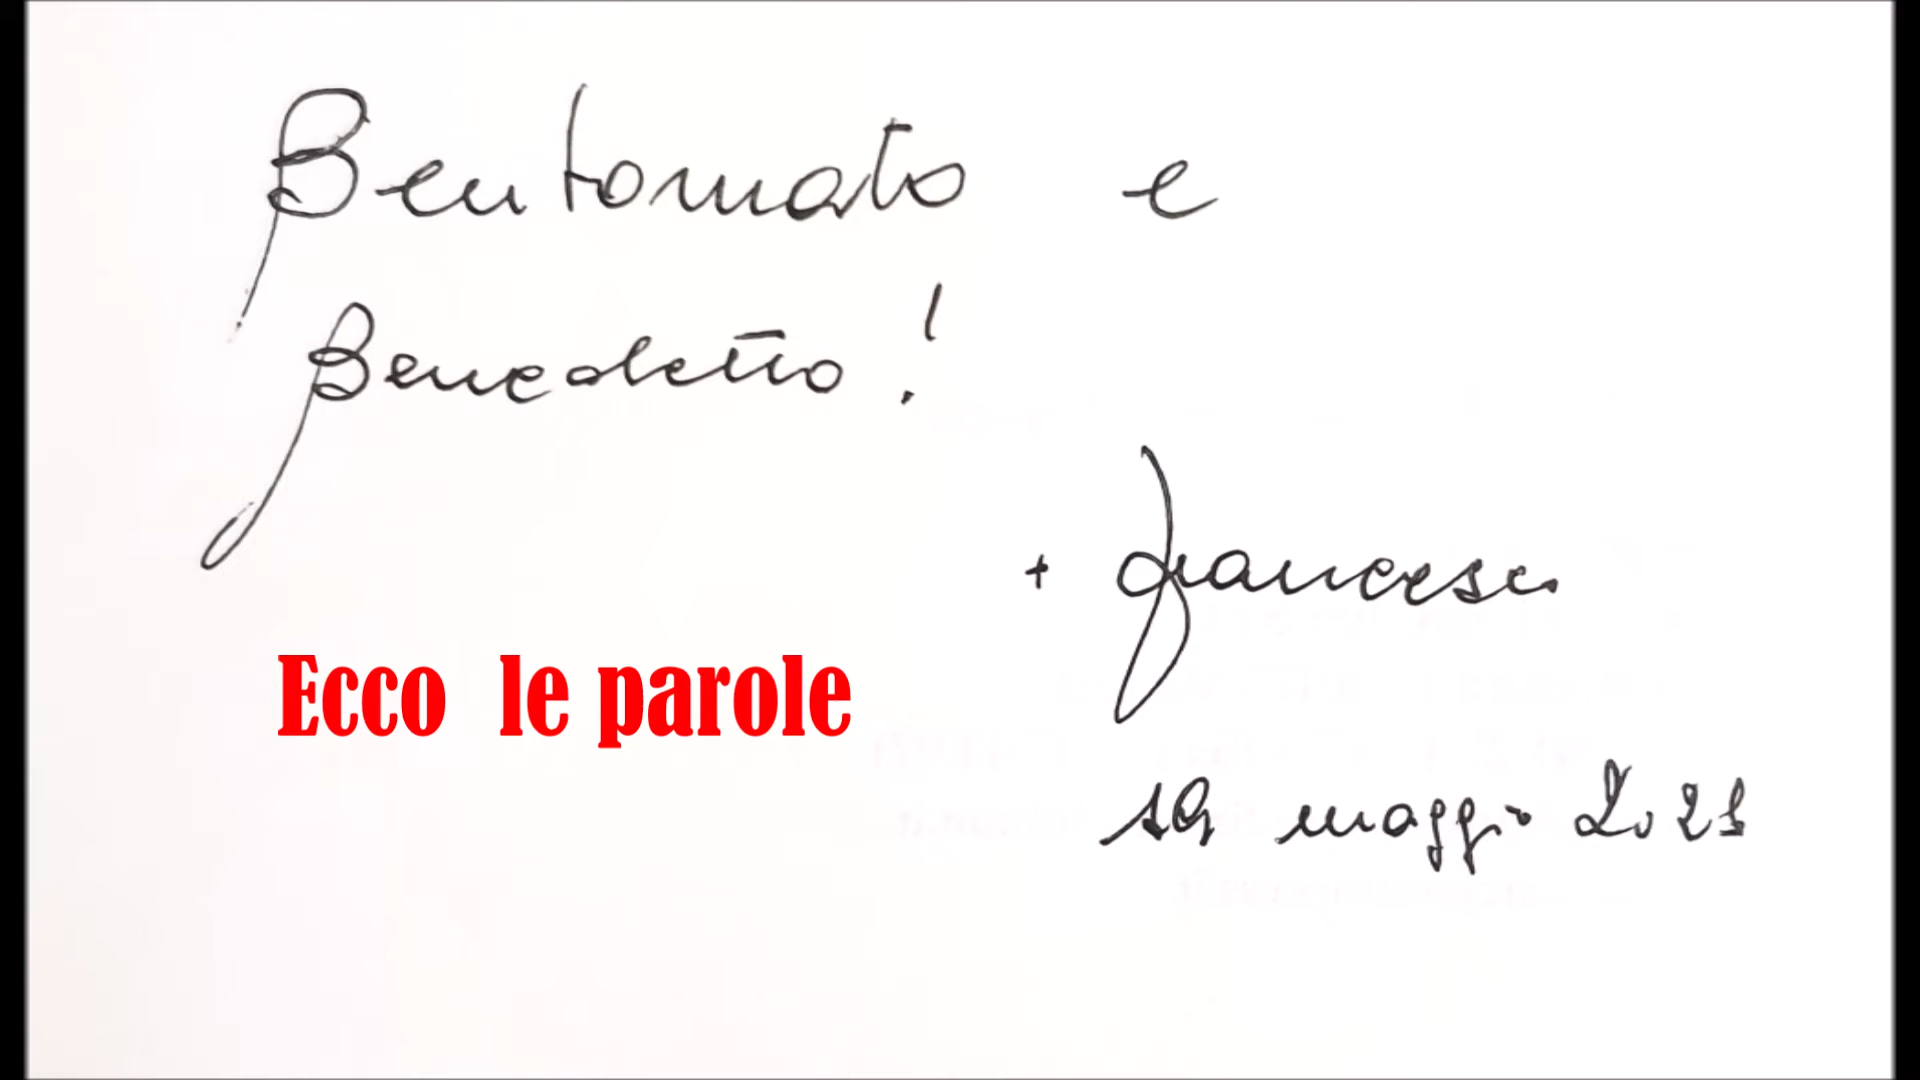 Bentornato e
Benedetto!
+ francesco
Ecco le parole
19 maggio 2021